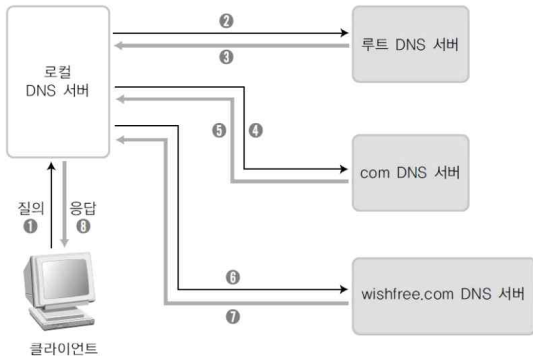 ❷
루트 DNS 서버
❸
로컬
DNS 서버
❺ ❹
com DNS 서버
질의 응답
❶ ❽
❻
wishfree.com DNS 서버
❼
클라이언트